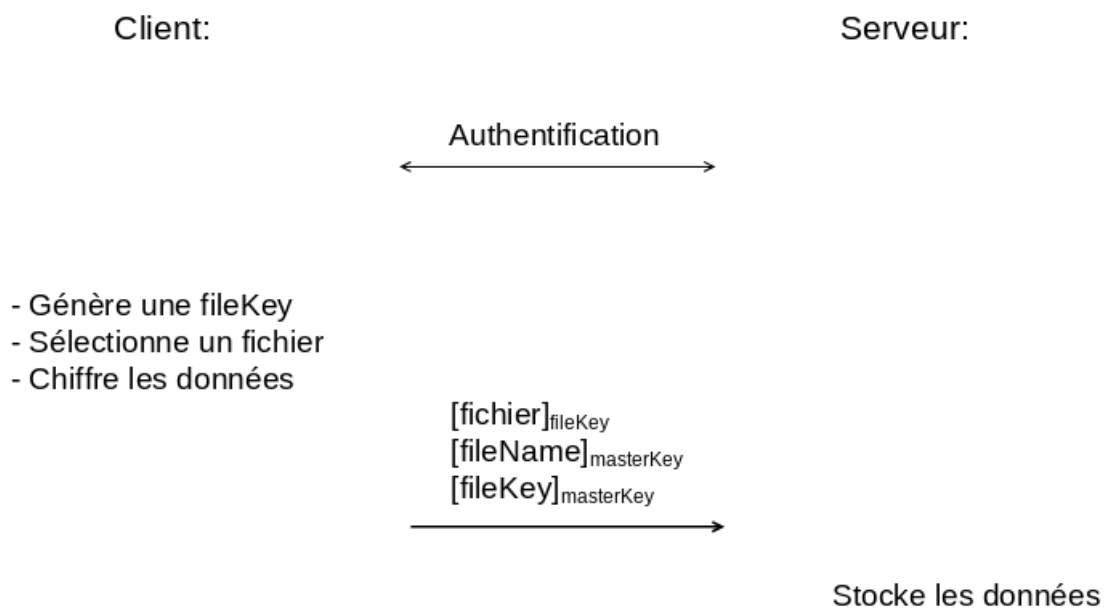 Client:
Serveur:
Authentification
- Génère une fileKey
- Sélectionne un fichier
- Chiffre les données
[fichier]fileKey
[fileName]masterKey
[fileKey]masterKey
Stocke les données